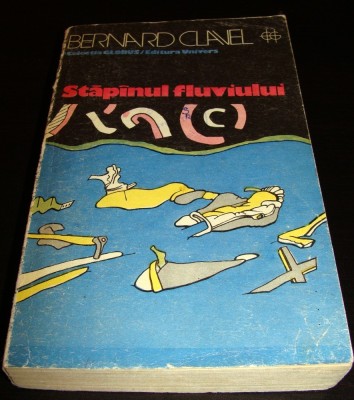 BERNARD CLAVEL
Colecția GLOBUS / Editura Univers
Stăpînul fluviului